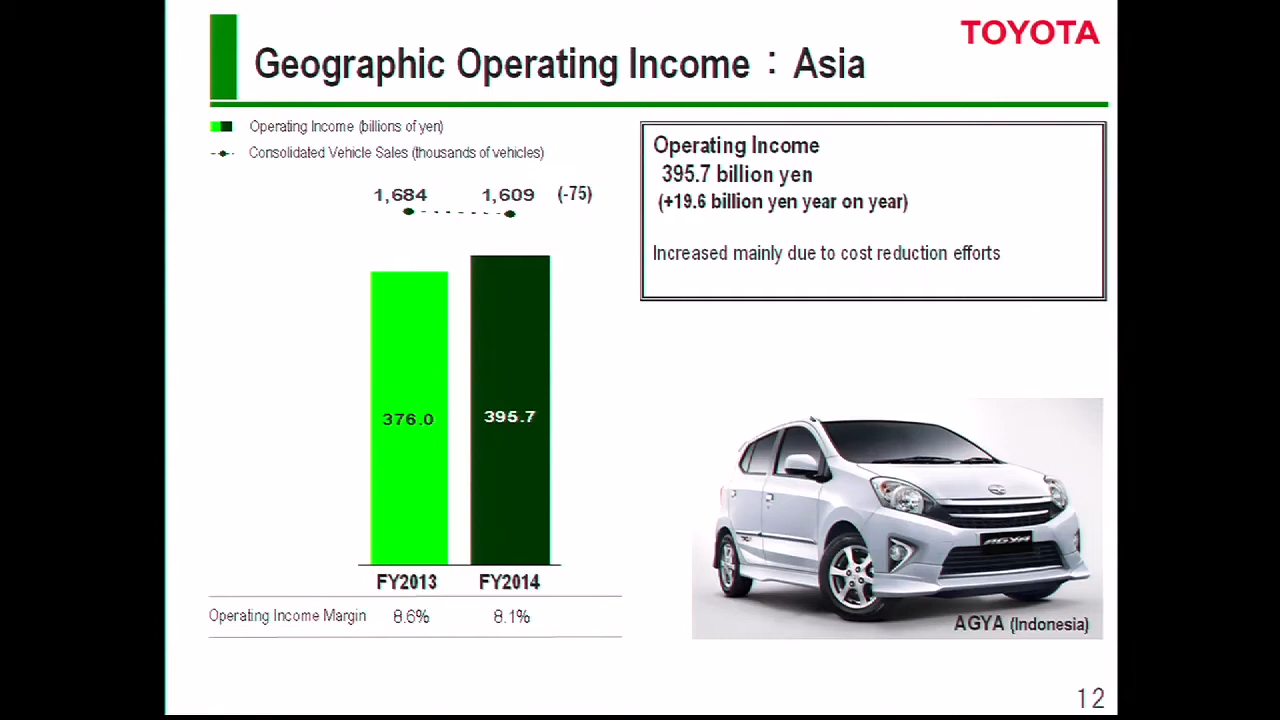 TOYOTA
Geographic Operating Income : Asia
Operating Income (billions of yen)
Consolidated Vehicle Sales (thousands of vehicles)
1,684 1,609 (-75)
376.0 395.7
FY2013 FY2014
Operating Income Margin 8.6% 8.1%
Operating Income
395.7 billion yen
(+19.6 billion yen year on year)
Increased mainly due to cost reduction efforts
AGYA
AGYA (Indonesia)
12